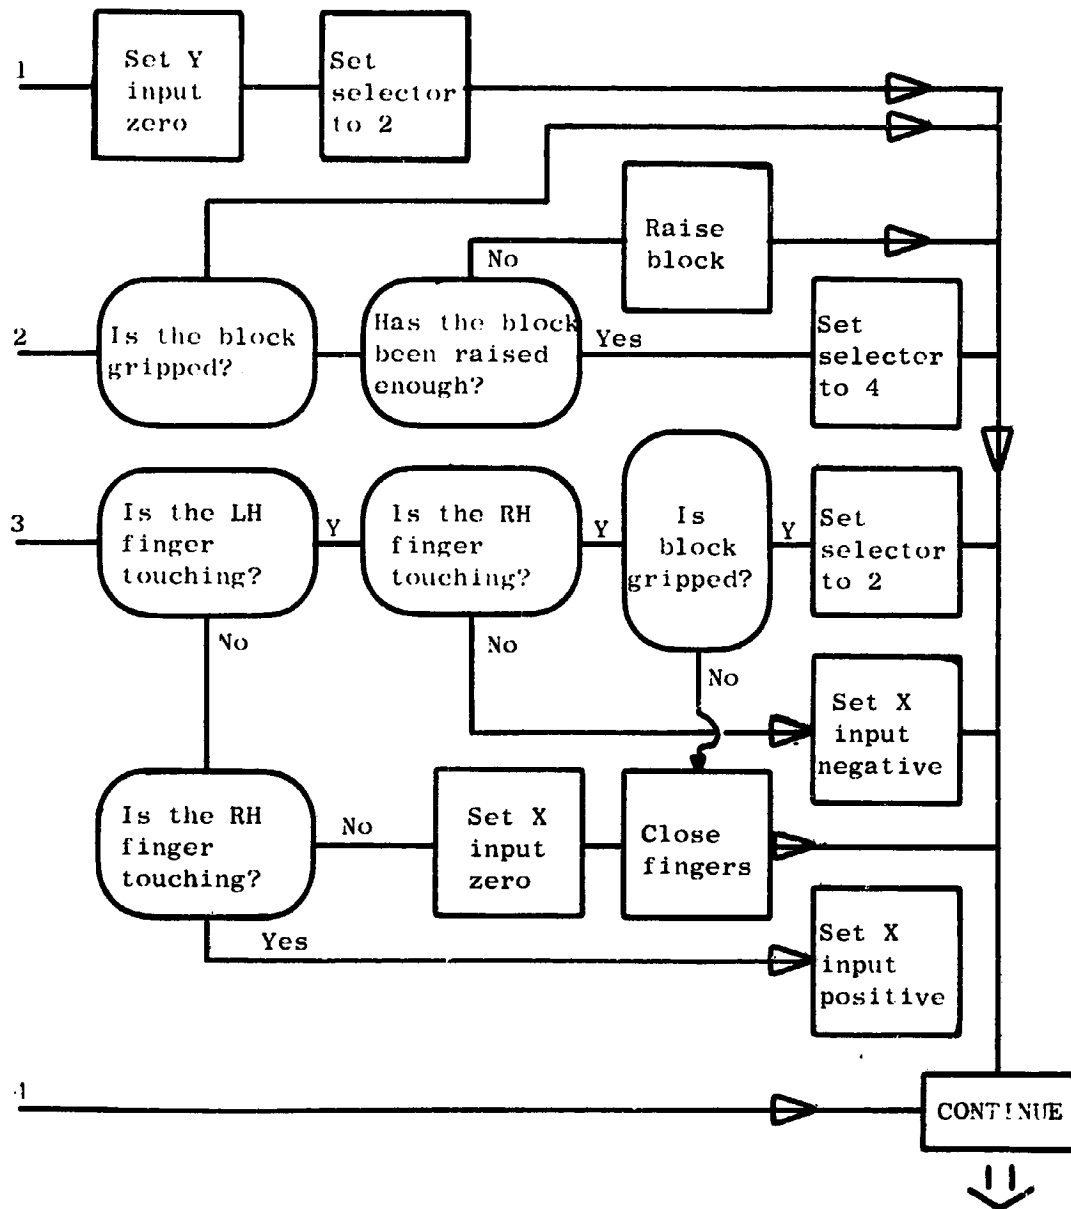 1
Set Y
input
zero
Set
selector
to 2
Raise
block
No
2
Is the block
gripped?
Has the block
been raised
enough?
Yes
Set
selector
to 4
3
Is the LH
finger
touching?
Y
Is the RH
finger
touching?
Y
Is
block
gripped?
Y
Set
selector
to 2
No
No
No
Set X
input
negative
Is the RH
finger
touching?
No
Set X
input
zero
Close
fingers
Yes
Set X
input
positive
4
CONTINUE